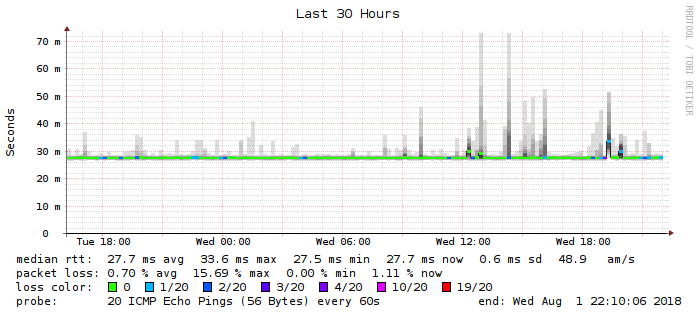 Last 30 Hours
RRDTOOL / TOBI OETIKER
Seconds
70 m
60 m
50 m
40 m
30 m
20 m
10 m
0
Tue 18:00 Wed 00:00 Wed 06:00 Wed 12:00 Wed 18:00
median rtt: 27.7 ms avg 33.6 ms max 27.5 ms min 27.7 ms now 0.6 ms sd 48.9 am/s
packet loss: 0.70 % avg 15.69 % max 0.00 % min 1.11 % now
loss color: 0 1/20 2/20 3/20 4/20 10/20 19/20
probe: 20 ICMP Echo Pings (56 Bytes) every 60s end: Wed Aug 1 22:10:06 2018